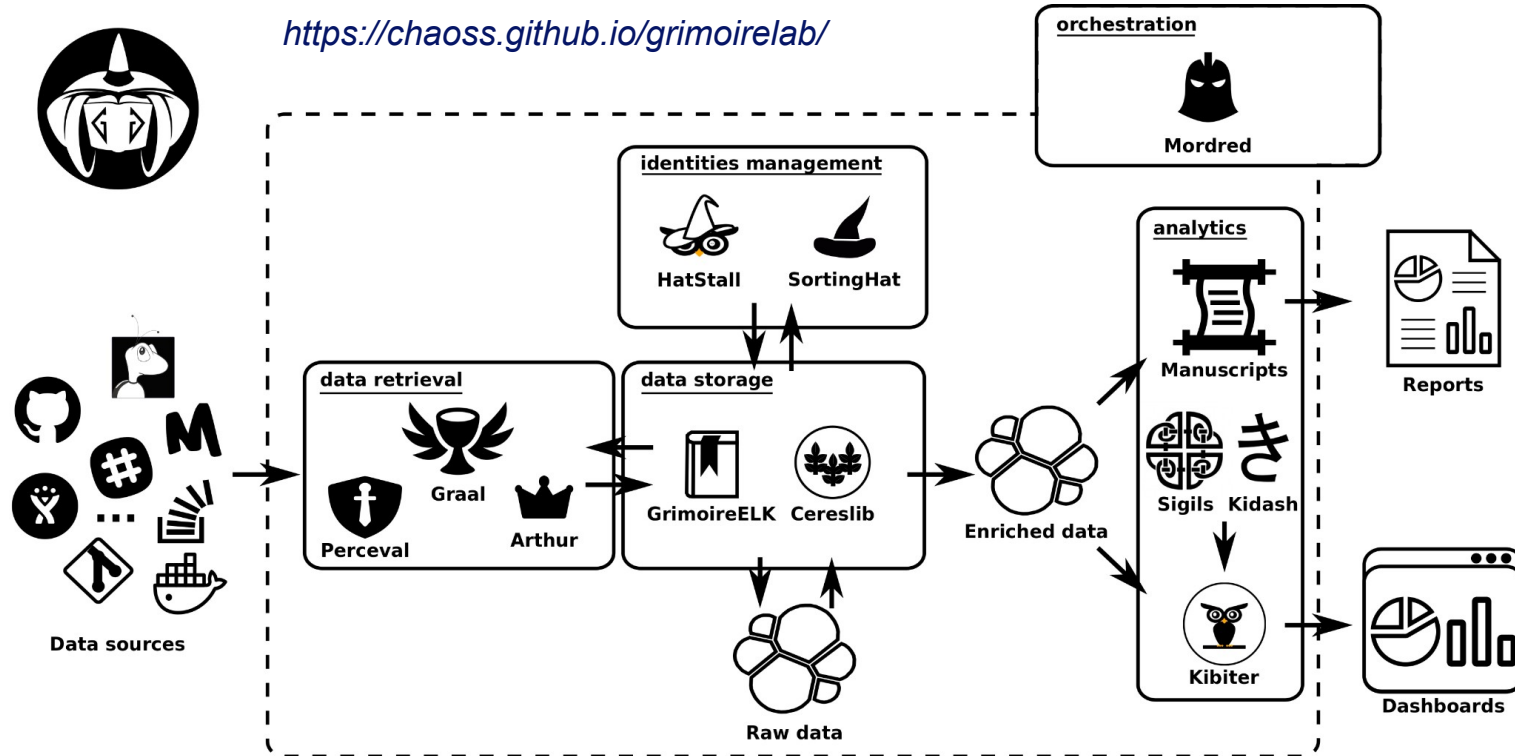 https://chaoss.github.io/grimoirelab/
orchestration
Mordred
identities management
HatStall SortingHat
analytics
Manuscripts
Reports
data retrieval
Graal
Perceval
Arthur
data storage
GrimoireELK Cereslib
Enriched data
Sigils Kidash
き
Kibiter
Dashboards
Data sources
....
Raw data
M
#
G G